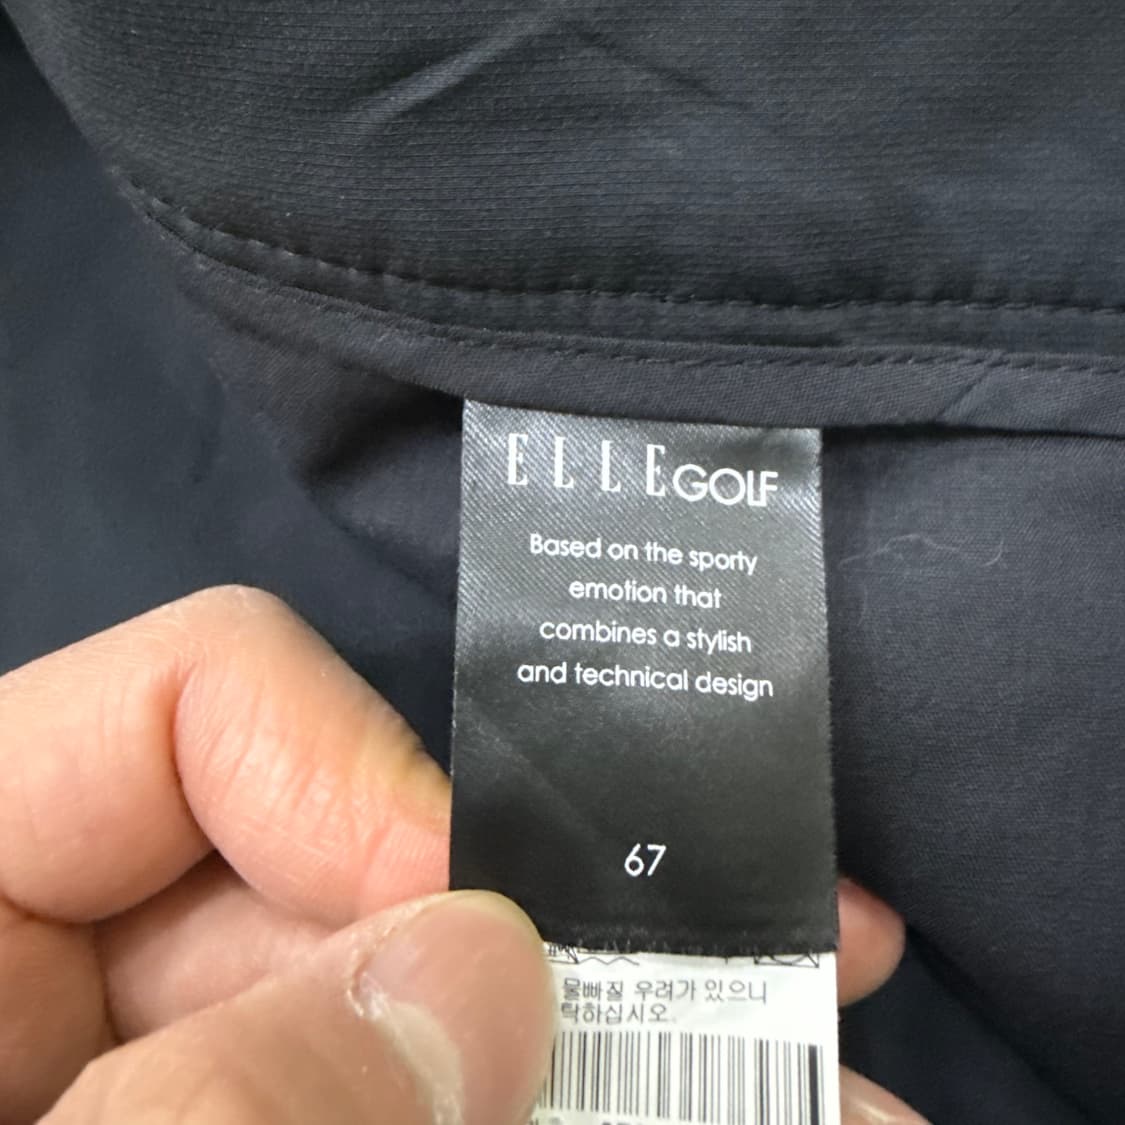 ELLE GOLF
Based on the sporty
emotion that
combines a stylish
and technical design
67
물빠질 우려가 있으니
탁하십시오.